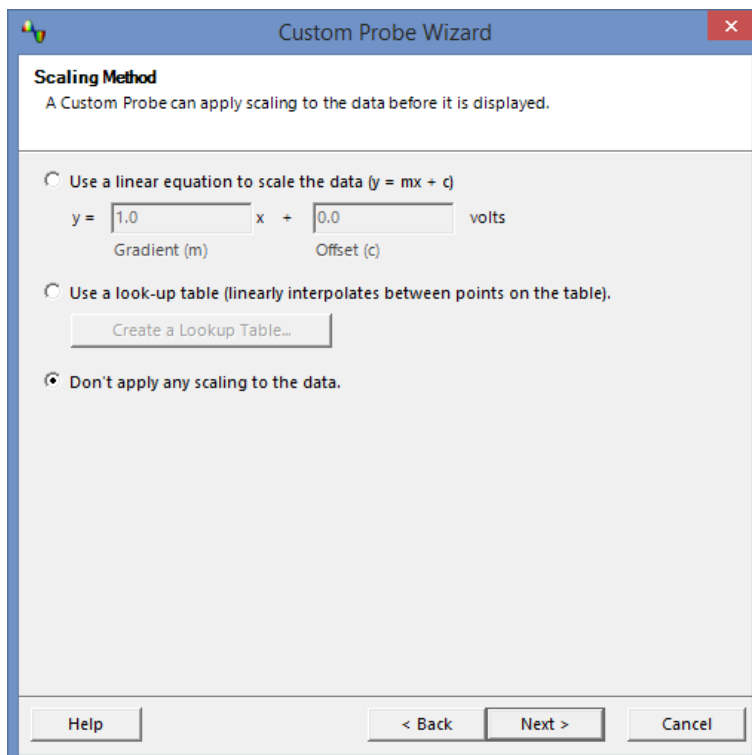 Custom Probe Wizard
Scaling Method
A Custom Probe can apply scaling to the data before it is displayed.
Use a linear equation to scale the data (y = mx + c)
y = 1.0 x + 0.0 volts
Gradient (m) Offset (c)
Use a look-up table (linearly interpolates between points on the table).
Create a Lookup Table...
Don't apply any scaling to the data.
Help < Back Next > Cancel